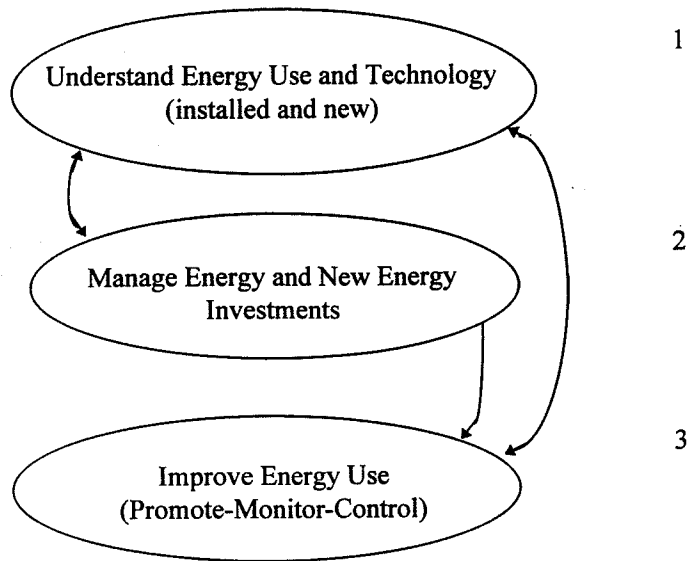 Understand Energy Use and Technology
(installed and new)
1
Manage Energy and New Energy
Investments
2
Improve Energy Use
(Promote-Monitor-Control)
3